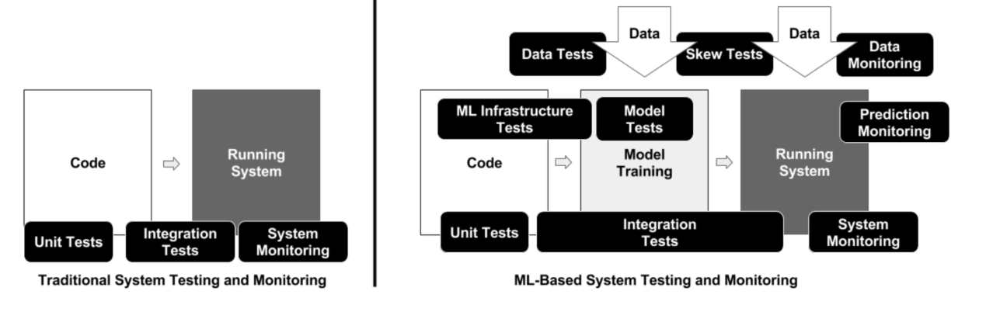 Code
Running
System
Unit Tests
Integration
Tests
System
Monitoring
Traditional System Testing and Monitoring
Data
Data
Data Tests
Skew Tests
Data
Monitoring
ML Infrastructure
Tests
Model
Tests
Prediction
Monitoring
Code
Model
Training
Running
System
Unit Tests
Integration
Tests
System
Monitoring
ML-Based System Testing and Monitoring